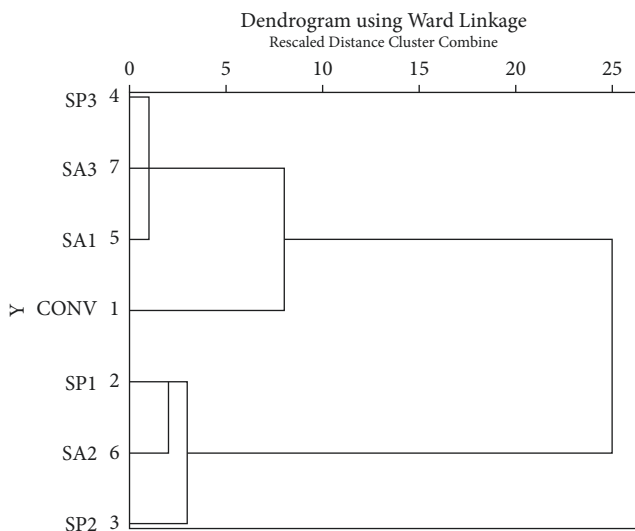 Dendrogram using Ward Linkage
Rescaled Distance Cluster Combine
0 5 10 15 20 25
SP3 4
SA3 7
SA1 5
Y CONV 1
SP1 2
SA2 6
SP2 3